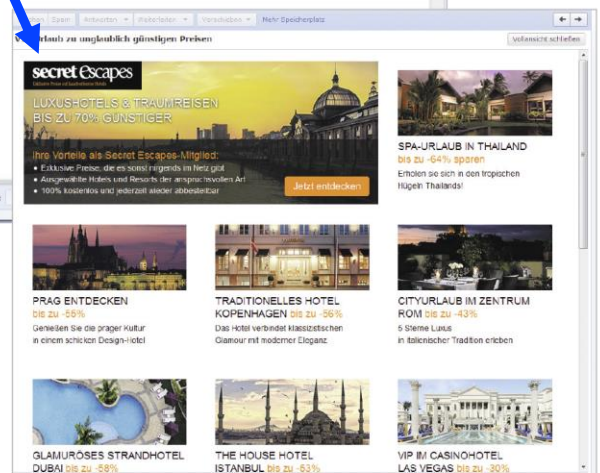 Spam Antworten Weiterleiten Verschieben Mehr Speicherplatz
zu unglaublich günstigen Preisen
Vollansicht schließen
secret escapes
LUXUSHOTELS & TRAUMREISEN
BIS ZU 70% GÜNSTIGER
Ihre Vorteile als Secret Escapes-Mitglied:
• Exklusive Preise, die es sonst nirgends im Netz gibt
• Ausgewählte Hotels und Resorts der anspruchsvollen Art
• 100% kostenlos und jederzeit wieder abbestellbar
Jetzt entdecken
SPA-URLAUB IN THAILAND
bis zu -64% sparen
Erholen sie sich in den tropischen
Hügeln Thailands!
PRAG ENTDECKEN
bis zu -55%
Genießen Sie die prager Kultur
in einem schicken Design-Hotel
TRADITIONELLES HOTEL
KOPENHAGEN bis zu -56%
Das Hotel verbindet klassizistischen
Glamour mit moderner Eleganz.
CITYURLAUB IM ZENTRUM
ROM bis zu -43%
5 Sterne Luxus
in italienischer Tradition erleben
GLAMURÖSES STRANDHOTEL
DUBAI bis zu -58%
THE HOUSE HOTEL
ISTANBUL bis zu -53%
VIP IM CASINOHOTEL
LAS VEGAS bis zu -30%